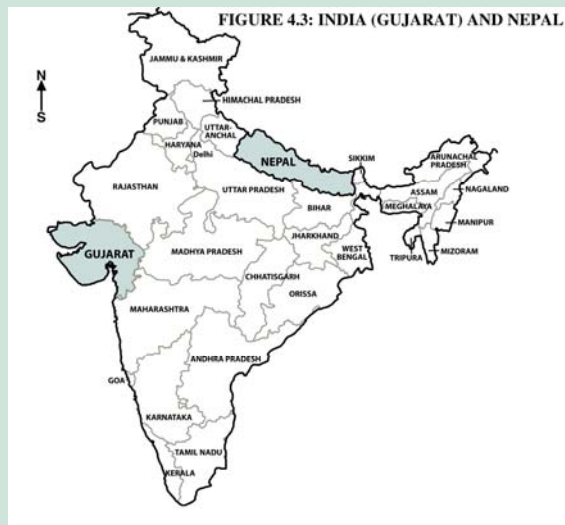 FIGURE 4.3: INDIA (GUJARAT) AND NEPAL
JAMMU & KASHMIR
N
S
HIMACHAL PRADESH
PUNJAB
UTTAR-
ANCHAL
HARYANA
Delhi
NEPAL
SIKKIM
ARUNACHAL
PRADESH
RAJASTHAN
UTTAR PRADESH
ASSAM
NAGALAND
MEGHALAYA
BIHAR
MANIPUR
JHARKHAND
GUJARAT
MADHYA PRADESH
WEST
BENGAL
TRIPURA
MIZORAM
CHHATISGARH
ORISSA
MAHARASHTRA
ANDHRA PRADESH
GOA
KARNATAKA
TAMIL NADU
KERALA